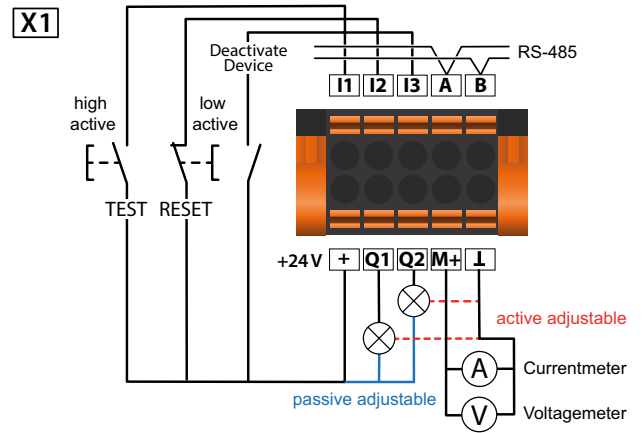 X1
Deactivate
Device
RS-485
I1 I2 I3 A B
high
active
low
active
TEST RESET
+24 V + Q1 Q2 M+ ⊥
active adjustable
passive adjustable
A Currentmeter
V Voltagemeter